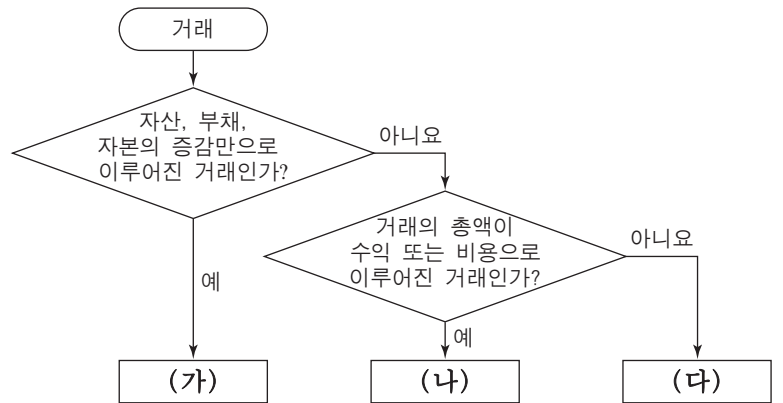 거래
자산, 부채,
자본의 증감만으로
이루어진 거래인가?
아니요
거래의 총액이
수익 또는 비용으로
이루어진 거래인가?
아니요
예
예
(가)
(나)
(다)